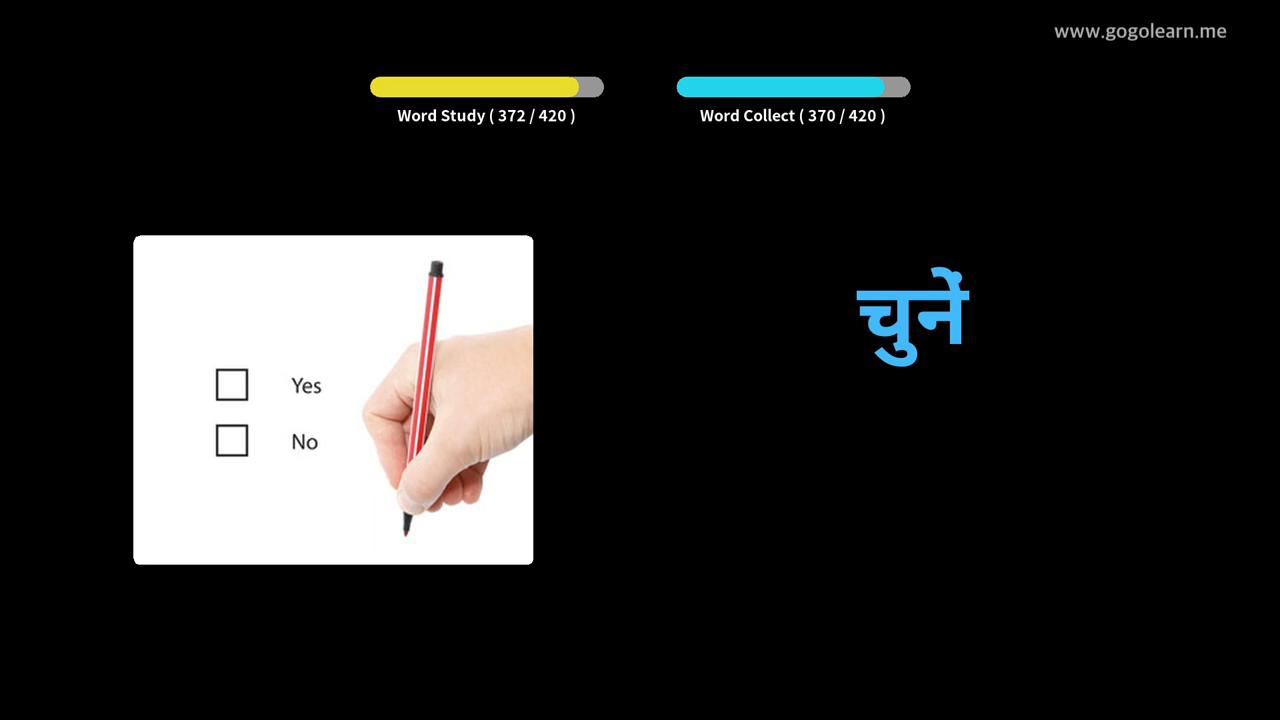 www.gogolearn.me
Word Study ( 372 / 420 )
Word Collect ( 370 / 420 )
चुनें
Yes
No